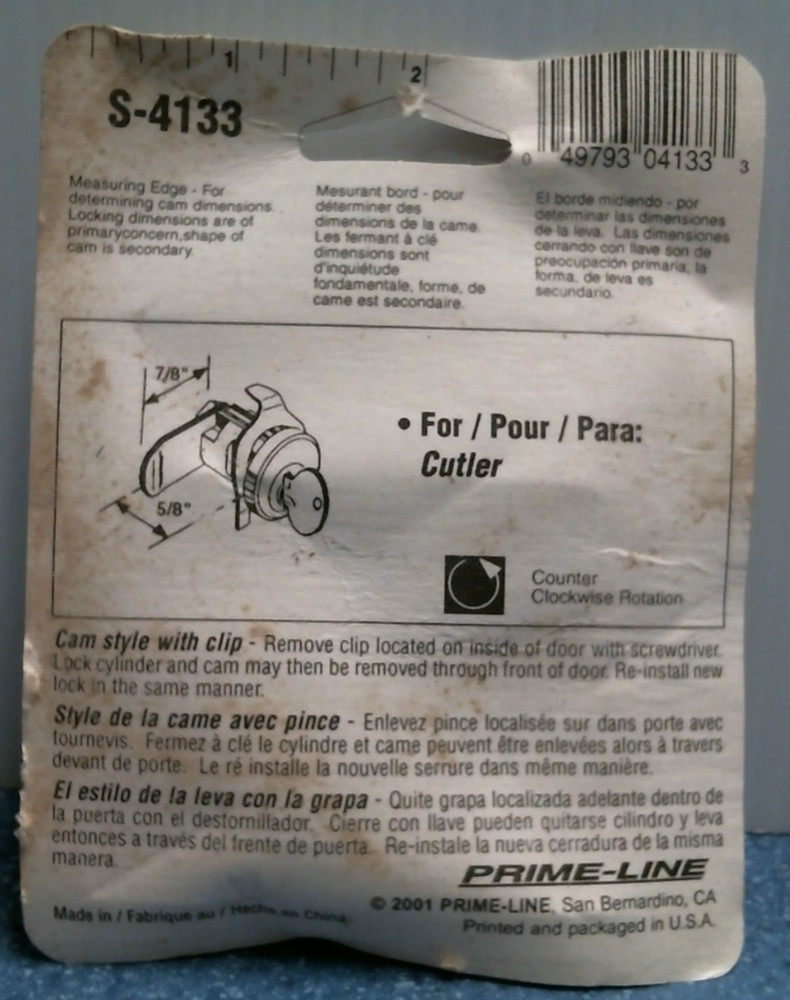 1 2
S-4133
0 49793 04133 3
Measuring Edge - For
determining cam dimensions.
Locking dimensions are of
primaryconcern,shape of
cam is secondary.
Mesurant bord - pour
déterminer des
dimensions de la came.
Les fermant à clé
dimensions sont
d'inquiétude
fondamentale, forme, de
came est secondaire.
El borde midiendo - por
determinar las dimensiones
de la leva. Las dimensiones
cerrando con llave son de
preocupación primaria, la
forma, de leva es
secundario.
7/8"
5/8"
• For / Pour / Para:
Cutler
Counter
Clockwise Rotation
Cam style with clip - Remove clip located on inside of door with screwdriver.
Lock cylinder and cam may then be removed through front of door. Re-install new
lock in the same manner.
Style de la came avec pince - Enlevez pince localisée sur dans porte avec
tournevis. Fermez à clé le cylindre et came peuvent être enlevées alors à travers
devant de porte. Le ré installe la nouvelle serrure dans même manière.
El estilo de la leva con la grapa - Quite grapa localizada adelante dentro de
la puerta con el destornillador. Cierre con llave pueden quitarse cilindro y leva
entonces a través del frente de puerta. Re-instale la nueva cerradura de la misma
manera.
PRIME-LINE
© 2001 PRIME-LINE, San Bernardino, CA
Made in / Fabrique au / Hecho en China
Printed and packaged in U.S.A.